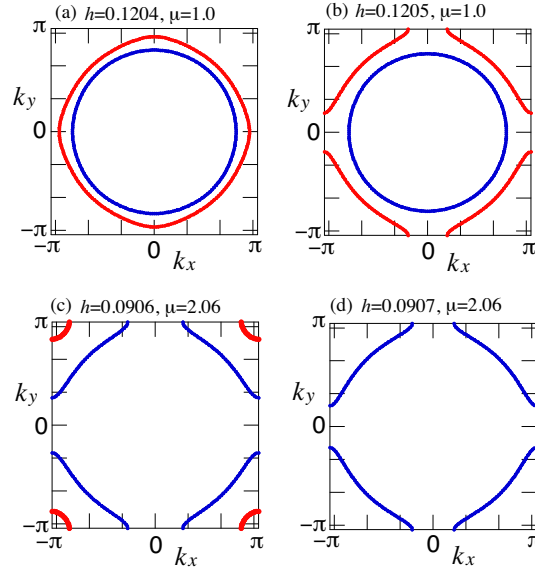 (a) h=0.1204, μ=1.0
(b) h=0.1205, μ=1.0
π
ky
0
−π
−π
0
π
kx
π
ky
0
−π
−π
0
π
kx
(c) h=0.0906, μ=2.06
(d) h=0.0907, μ=2.06
π
ky
0
−π
−π
0
π
kx
π
ky
0
−π
−π
0
π
kx